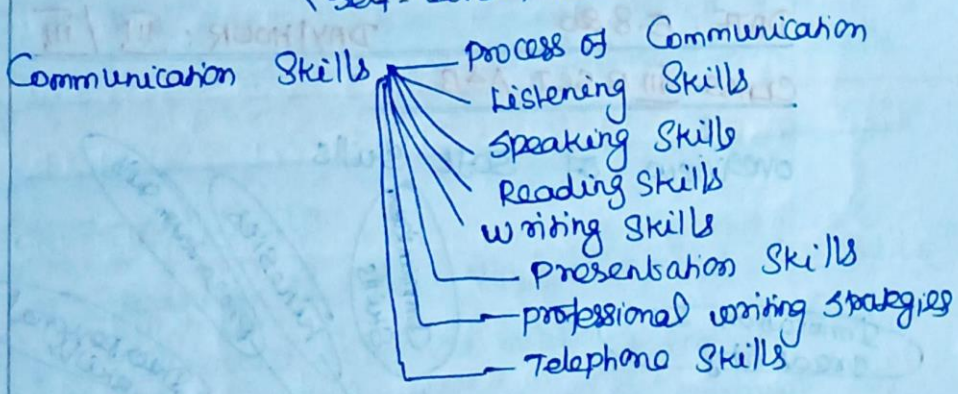 Communication Skills
Process of Communication
Listening Skills
Speaking Skills
Reading Skills
Writing Skills
Presentation Skills
professional writing strategies
Telephone Skills